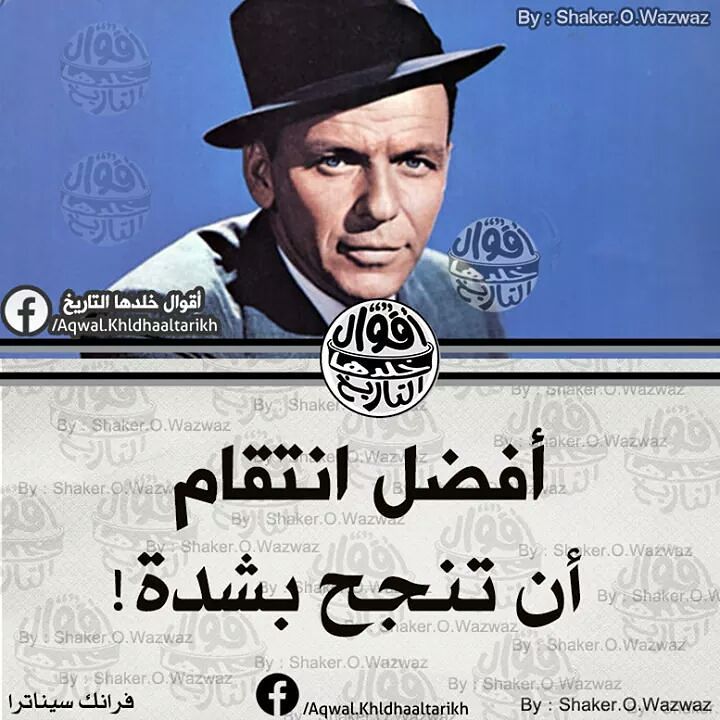 By : Shaker.O.Wazwaz
أقوال خلدها التاريخ
/Aqwal.Khldhaaltarikh
أقوال
خلدها
التاريخ
أفضل انتقام
أن تنجح بشدة !
فرانك سيناترا
/Aqwal.Khldhaaltarikh
By : Shaker.O.Wazwaz